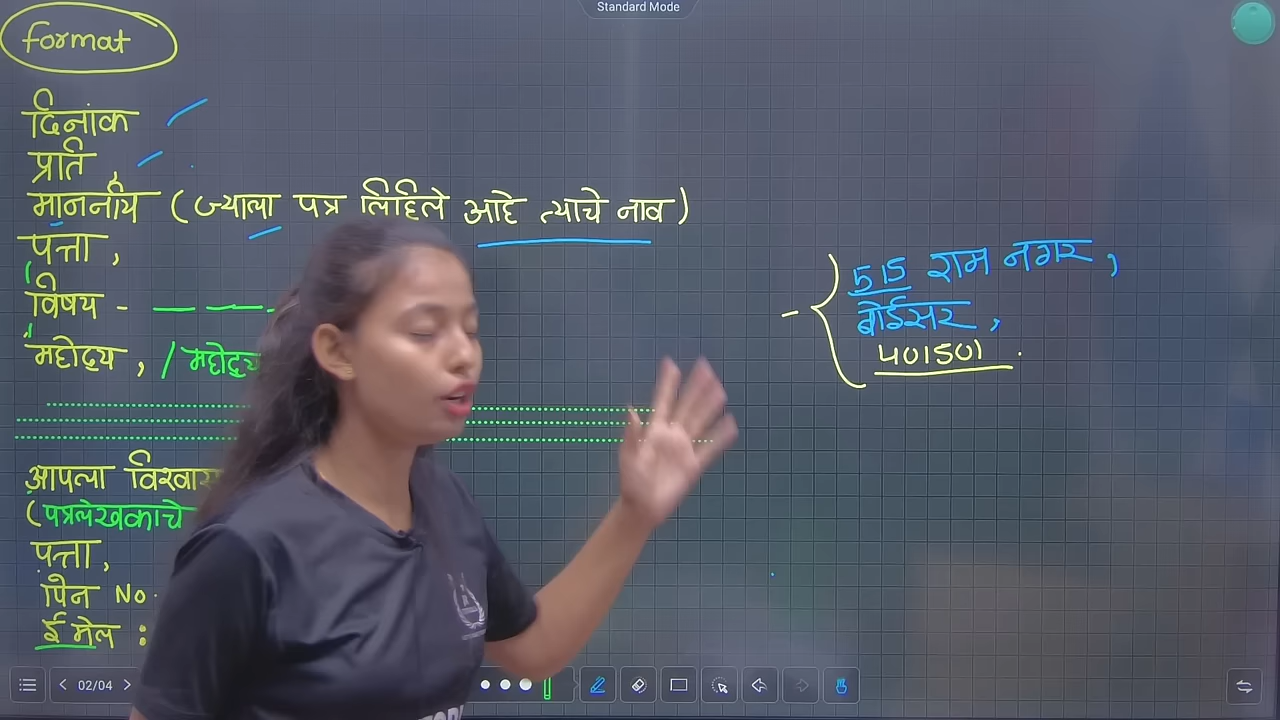 Standard Mode
Format
दिनांक
प्रति,
माननीय (ज्याला पत्र लिहिले आहे त्याचे नाव)
पत्ता,
विषय -
महोदय, / महोदय
515 राम नगर,
बोईसर,
401501.
आपला
(पत्रलेखकाचे
पत्ता,
पिन No.
ई मेल :
02/04